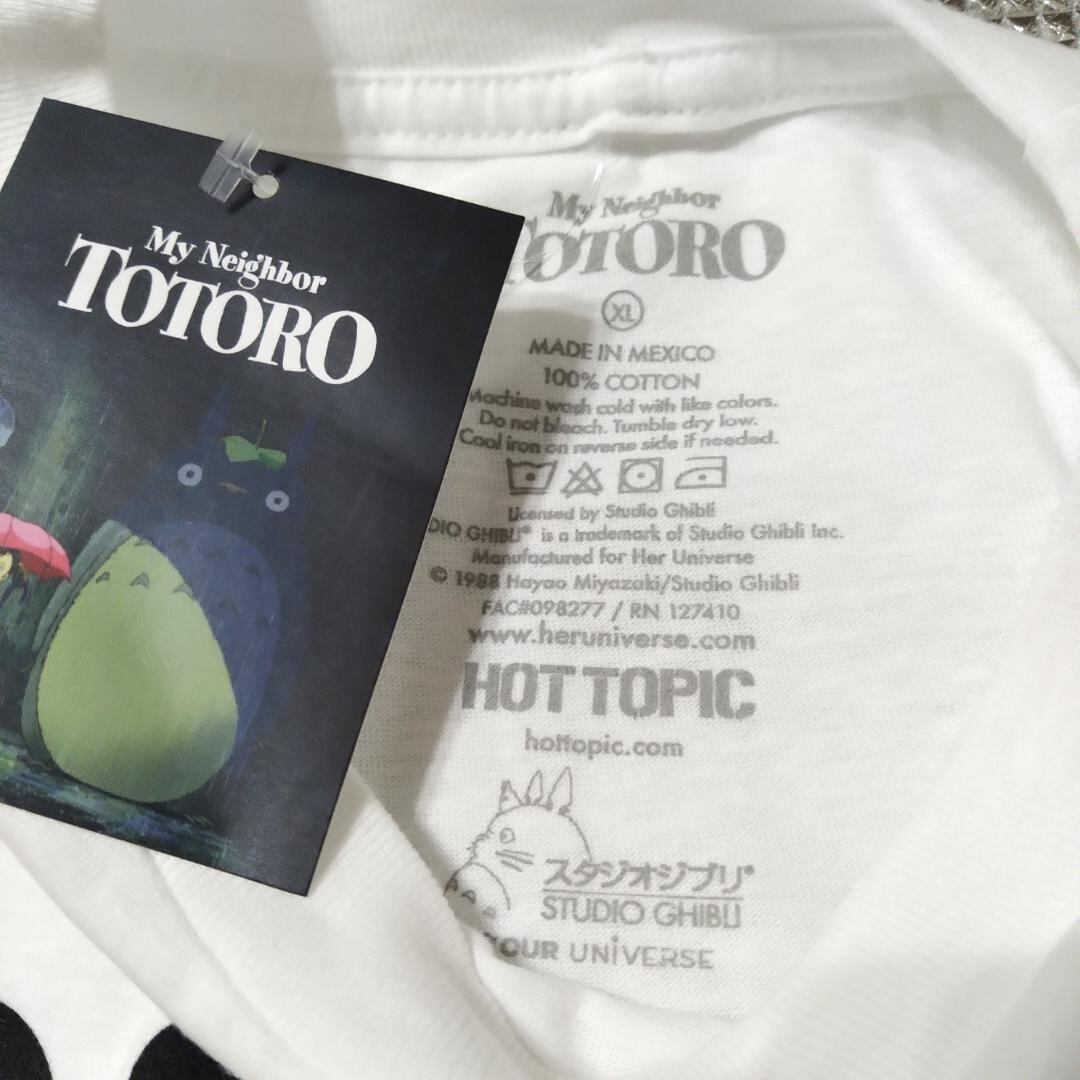 My Neighbor
TOTORO
My Neighbor
TOTORO
XL
MADE IN MEXICO
100% COTTON
Machine wash cold with like colors.
Do not bleach. Tumble dry low.
Cool iron on reverse side if needed.
Licensed by Studio Ghibli
DIO GHIBLI® is a trademark of Studio Ghibli Inc.
Manufactured for Her Universe
© 1988 Hayao Miyazaki/Studio Ghibli
FAC#098277 / RN 127410
www.heruniverse.com
HOT TOPIC
hottopic.com
スタジオジブリ®
STUDIO GHIBLI
YOUR UNiVERSE